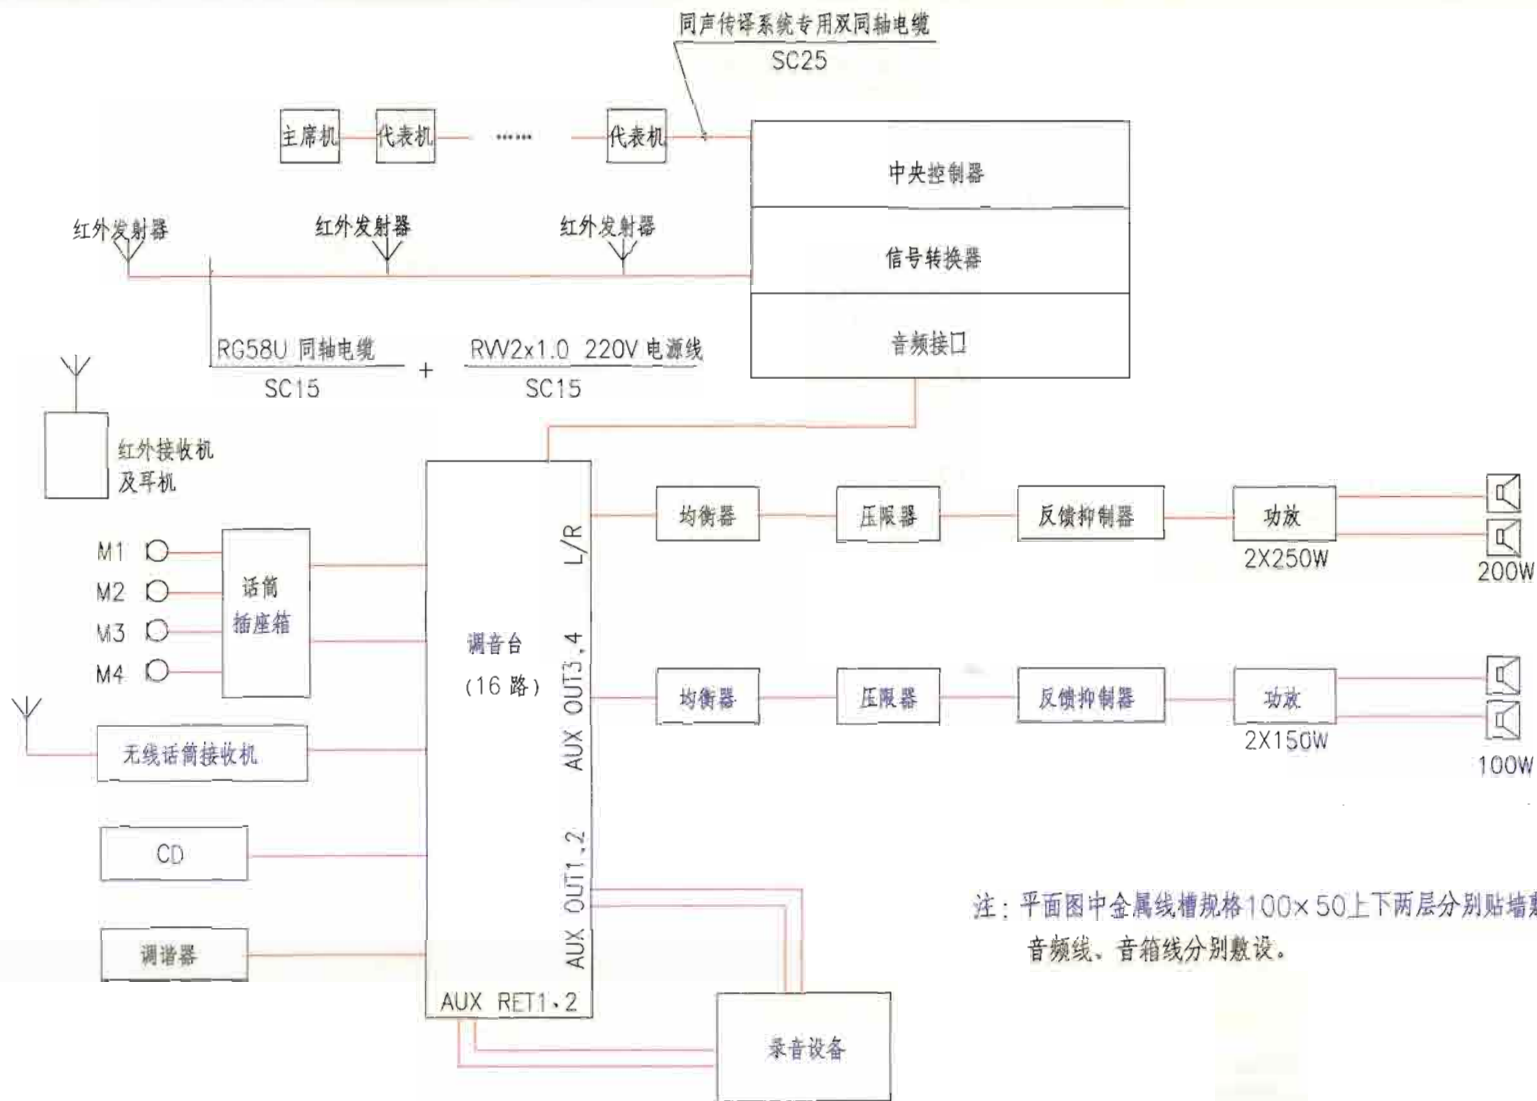 同声传译系统专用双同轴电缆
SC25
主席机
代表机
……
代表机
中央控制器
红外发射器
红外发射器
红外发射器
信号转换器
RG58U 同轴电缆
SC15
+
RVV2x1.0 220V 电源线
SC15
音频接口
红外接收机
及耳机
M1
M2
M3
M4
话筒
插座箱
无线话筒接收机
CD
调谐器
调音台
(16 路)
L/R
AUX OUT3,4
AUX OUT1,2
AUX RET1,2
均衡器
压限器
反馈抑制器
功放
2X250W
200W
均衡器
压限器
反馈抑制器
功放
2X150W
100W
录音设备
注：平面图中金属线槽规格100×50上下两层分别贴墙敷
音频线、音箱线分别敷设。